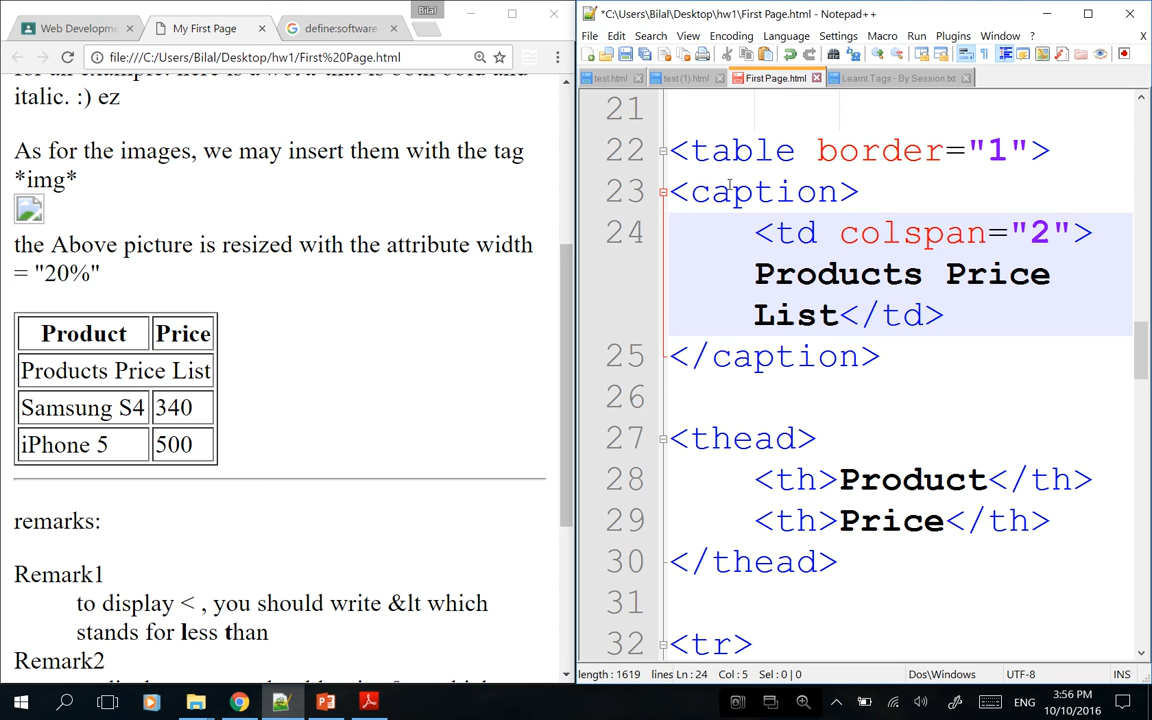 Bilal
Web Developmen
My First Page
define:software
file:///C:/Users/Bilal/Desktop/hw1/First%20Page.html
italic. :) ez
As for the images, we may insert them with the tag
*img*
the Above picture is resized with the attribute width
= "20%"
Product Price
Products Price List
Samsung S4 340
iPhone 5 500
remarks:
Remark1
to display < , you should write &lt which
stands for less than
Remark2
*C:\Users\Bilal\Desktop\hw1\First Page.html - Notepad++
File Edit Search View Encoding Language Settings Macro Run Plugins Window ?
X
test.html
test (1).html
First Page.html
Learnt Tags - By Session.txt
21
22 <table border="1">
23 <caption>
24 <td colspan="2">
Products Price
List</td>
25 </caption>
26
27 <thead>
28 <th>Product</th>
29 <th>Price</th>
30 </thead>
31
32 <tr>
length : 1619 lines Ln : 24 Col : 5 Sel : 0 | 0 Dos\Windows UTF-8 INS
ENG
3:56 PM
10/10/2016